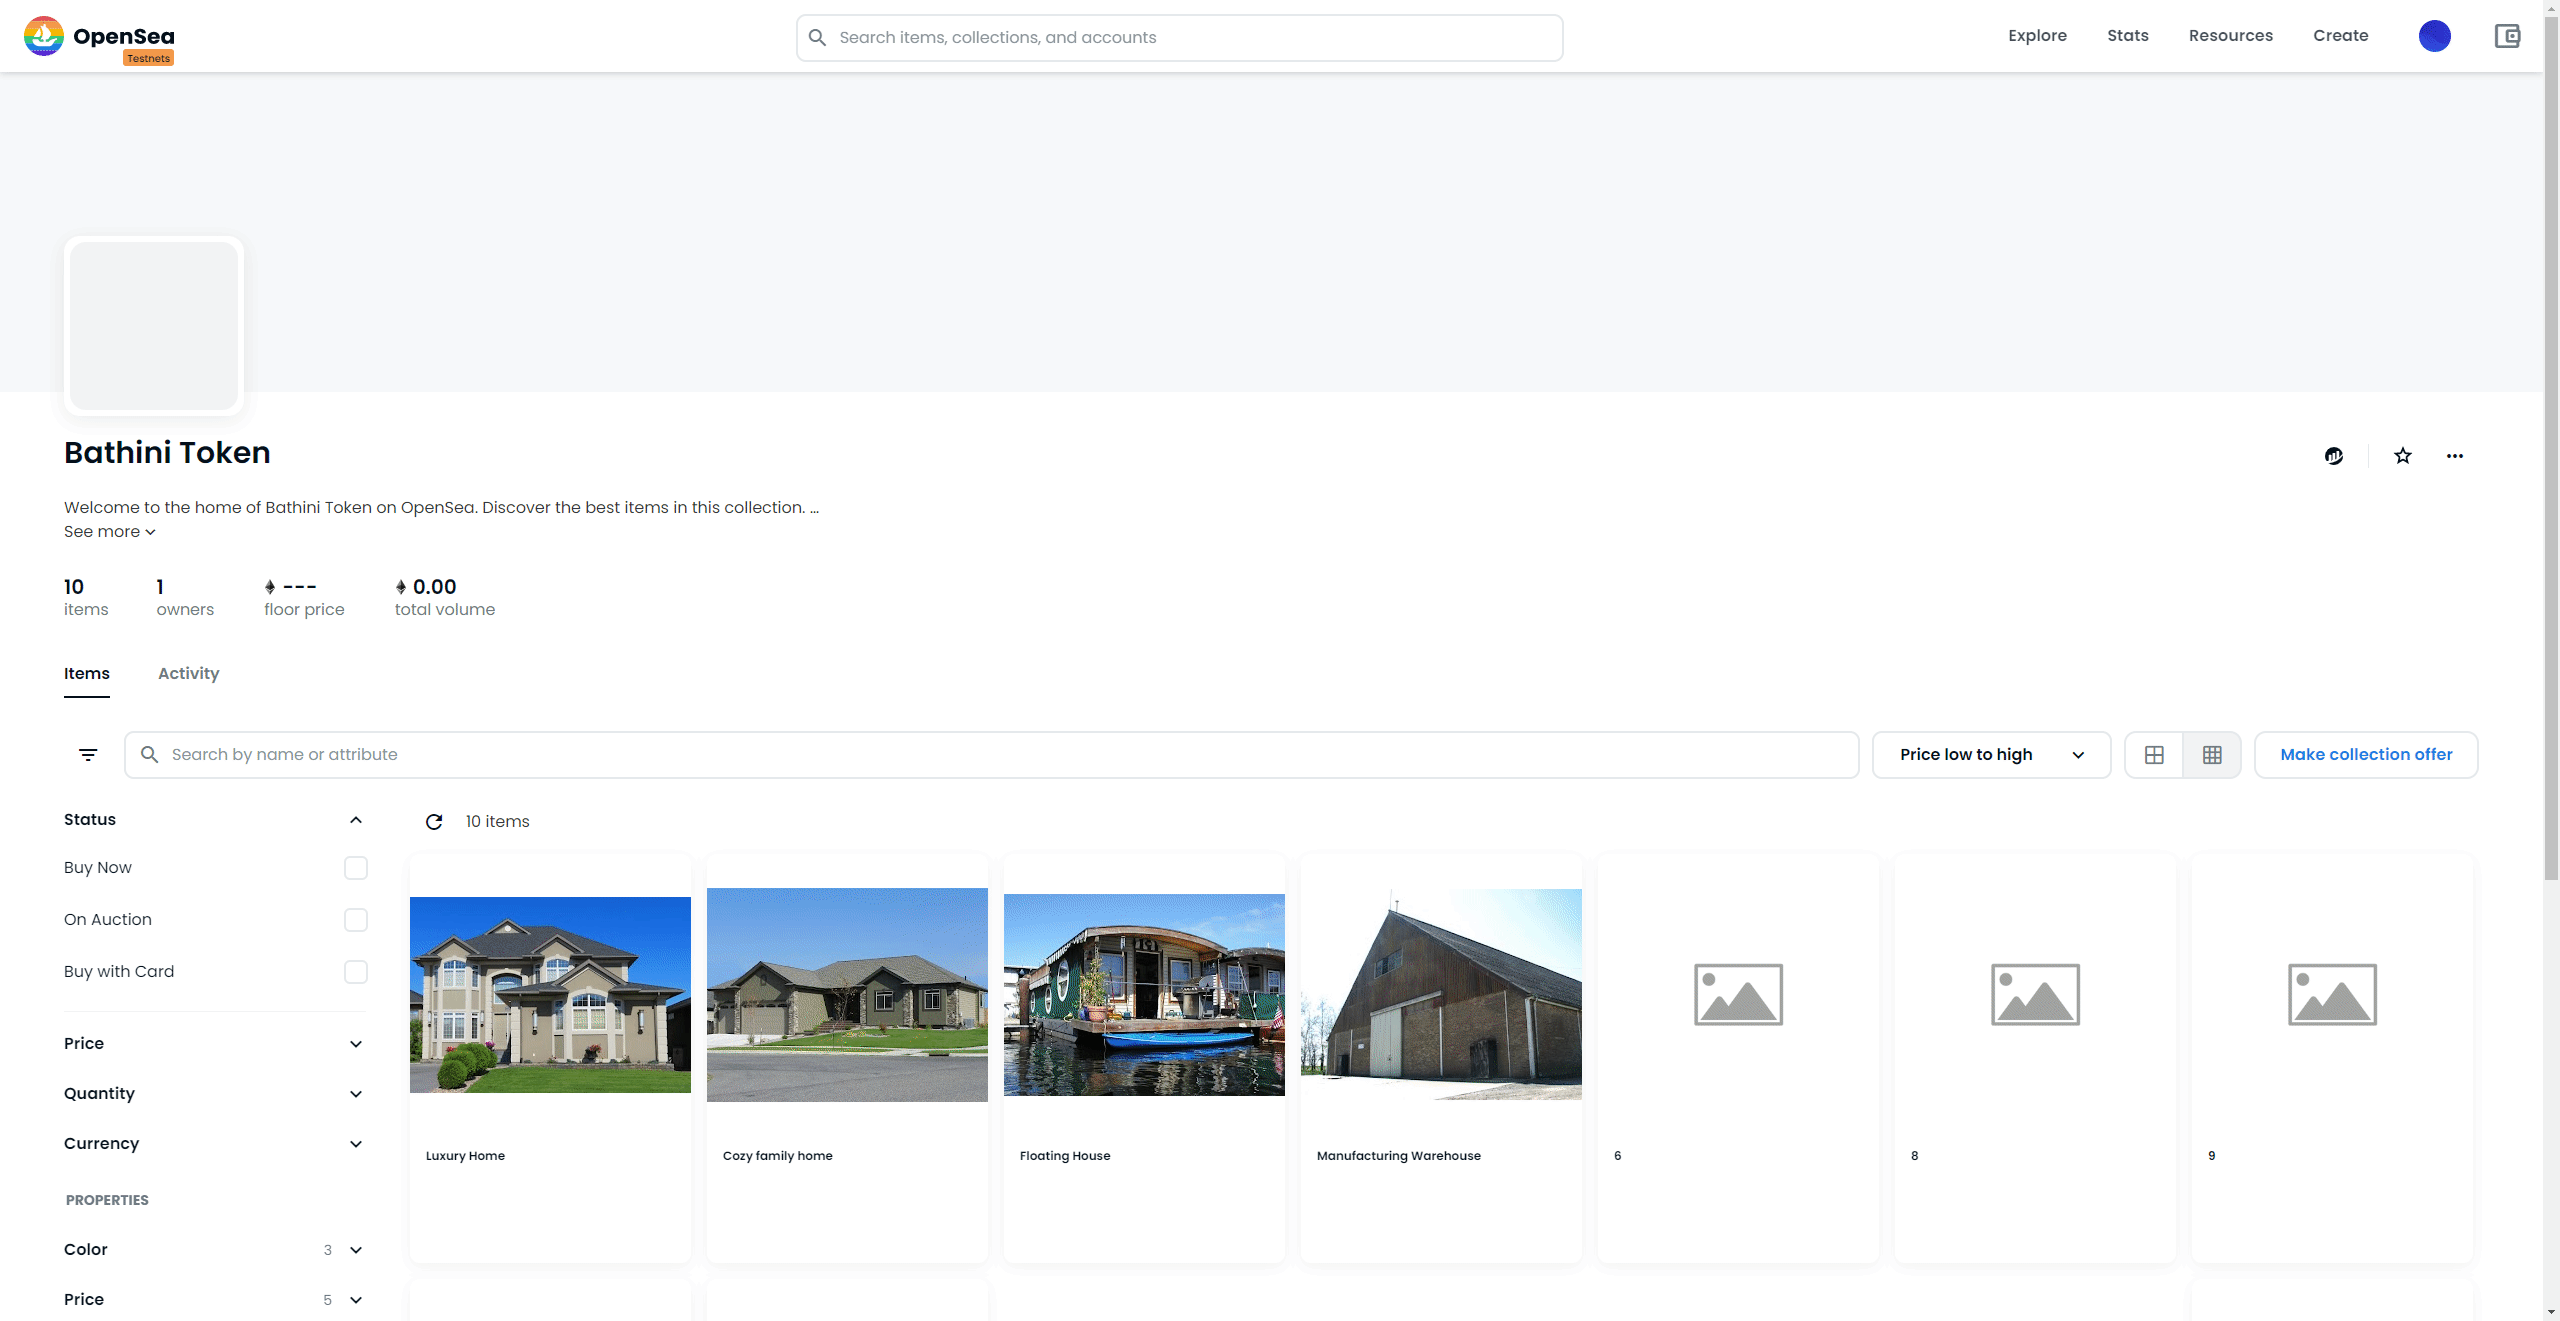 OpenSea
Testnets
Search items, collections, and accounts
Explore
Stats
Resources
Create
Bathini Token
Welcome to the home of Bathini Token on OpenSea. Discover the best items in this collection. ...
See more
10
items
1
owners
---
floor price
0.00
total volume
Items
Activity
Search by name or attribute
Price low to high
Make collection offer
Status
10 items
Buy Now
On Auction
Buy with Card
Price
Quantity
Currency
PROPERTIES
Color 3
Price 5
Luxury Home
Cozy family home
Floating House
Manufacturing Warehouse
6
8
9